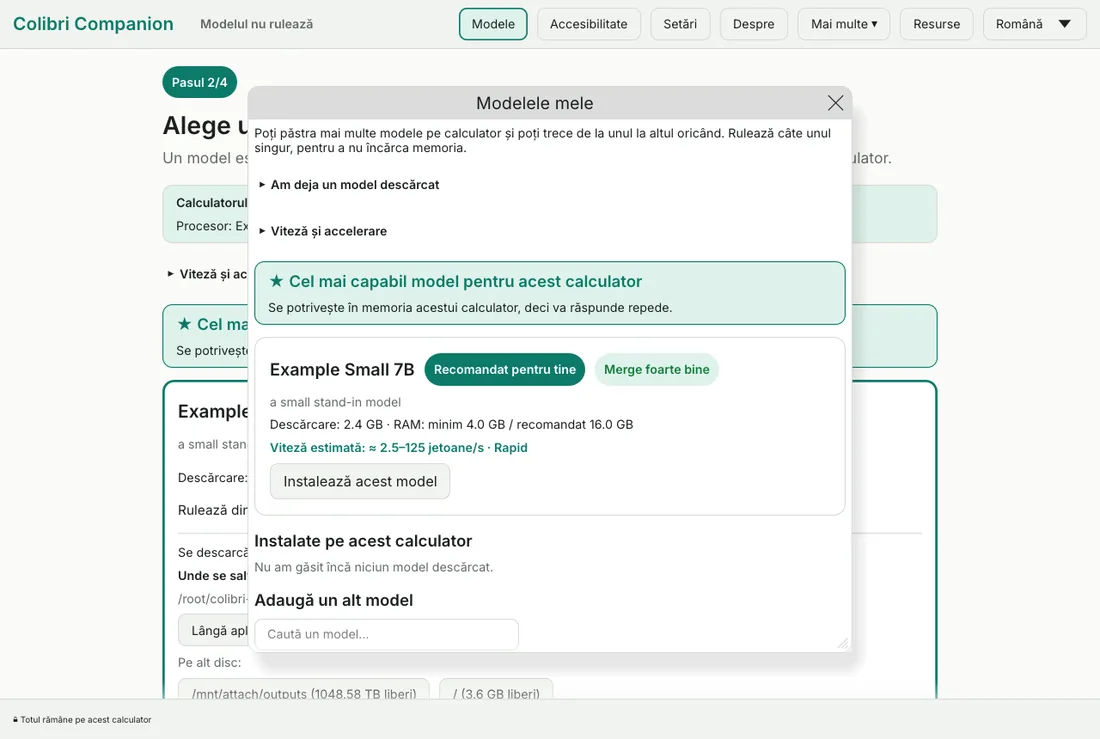 Colibri Companion
Modelul nu rulează
Modele
Accesibilitate
Setări
Despre
Mai multe ▾
Resurse
Română
Pasul 2/4
Alege u
Un model es
ulator.
Calculatorul
Procesor: Ex
▸ Viteză și ac
★ Cel ma
Se potrivește
Example
a small stan
Descărcare:
Rulează din
Se descarcă
Unde se sal
/root/colibri-
Lângă apl
Pe alt disc:
/mnt/attach/outputs (1048.58 TB liberi)
/ (3.6 GB liberi)
Modelele mele
Poți păstra mai multe modele pe calculator și poți trece de la unul la altul oricând. Rulează câte unul
singur, pentru a nu încărca memoria.
▸ Am deja un model descărcat
▸ Viteză și accelerare
★ Cel mai capabil model pentru acest calculator
Se potrivește în memoria acestui calculator, deci va răspunde repede.
Example Small 7B
Recomandat pentru tine
Merge foarte bine
a small stand-in model
Descărcare: 2.4 GB · RAM: minim 4.0 GB / recomandat 16.0 GB
Viteză estimată: ≈ 2.5–125 jetoane/s · Rapid
Instalează acest model
Instalate pe acest calculator
Nu am găsit încă niciun model descărcat.
Adaugă un alt model
Caută un model...
Totul rămâne pe acest calculator